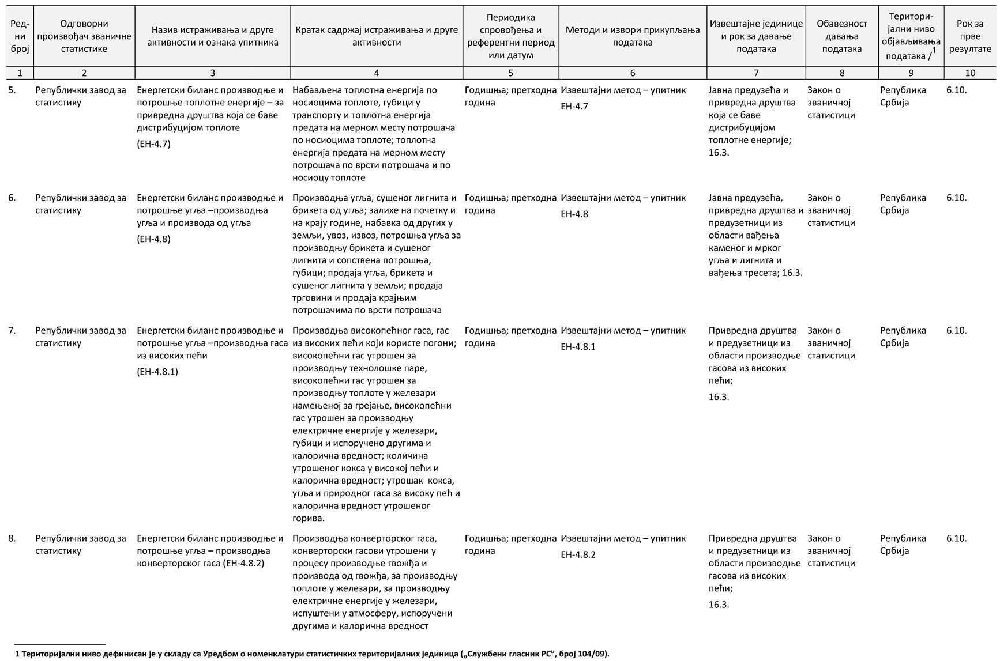 Ред-
ни
број
Одговорни
произвођач званичне
статистике
Назив истраживања и друге
активности и ознака упитника
Кратак садржај истраживања и друге
активности
Периодика
спровођења и
референтни период
или датум
Методи и извори прикупљања
података
Извештајне јединице
и рок за давање
података
Обавезност
давања
података
Територи-
јални ниво
објављивања
података /1
Рок за
прве
резултате
1 2 3 4 5 6 7 8 9 10
5.
Републички завод за
статистику
Енергетски биланс производње и
потрошње топлотне енергије – за
привредна друштва која се баве
дистрибуцијом топлоте
(ЕН-4.7)
Набављена топлотна енергија по
носиоцима топлоте, губици у
транспорту и топлотна енергија
предата на мерном месту потрошача
по носиоцима топлоте; топлотна
енергија предата на мерном месту
потрошача по врсти потрошача и по
носиоцу топлоте
Годишња; претходна
година
Извештајни метод – упитник
ЕН-4.7
Јавна предузећа и
привредна друштва
која се баве
дистрибуцијом
топлотне енергије;
16.3.
Закон о
званичној
статистици
Република
Србија
6.10.
6.
Републички завод за
статистику
Енергетски биланс производње и
потрошње угља –производња
угља и производа од угља
(ЕН-4.8)
Производња угља, сушеног лигнита и
брикета од угља; залихе на почетку и
на крају године, набавка од других у
земљи, увоз, извоз, потрошња угља за
производњу брикета и сушеног
лигнита и сопствена потрошња,
губици; продаја угља, брикета и
сушеног лигнита у земљи; продаја
трговини и продаја крајњим
потрошачима по врсти потрошача
Годишња; претходна
година
Извештајни метод – упитник
ЕН-4.8
Јавна предузећа,
привредна друштва и
предузетници из
области вађења
каменог и мрког
угља и лигнита и
вађења тресета; 16.3.
Закон о
званичној
статистици
Република
Србија
6.10.
7.
Републички завод за
статистику
Енергетски биланс производње и
потрошње угља –производња гаса
из високих пећи
(ЕН-4.8.1)
Производња високопећног гаса, гас
из високих пећи који користе погони;
високопећни гас утрошен за
производњу технолошке паре,
високопећни гас утрошен за
производњу топлоте у железари
намењеној за грејање, високопећни
гас утрошен за производњу
електричне енергије у железари,
губици и испоручено другима и
калорична вредност; количина
утрошеног кокса у високој пећи и
калорична вредност; утрошак  кокса,
угља и природног гаса за високу пећ и
калорична вредност утрошеног
горива.
Годишња; претходна
година
Извештајни метод – упитник
ЕН-4.8.1
Привредна друштва
и предузетници из
области производње
гасова из високих
пећи;
16.3.
Закон о
званичној
статистици
Република
Србија
6.10.
8.
Републички завод за
статистику
Енергетски биланс производње и
потрошње угља – производња
конверторског гаса (ЕН-4.8.2)
Производња конверторског гаса,
конверторски гасови утрошени у
процесу производње гвожђа и
производа од гвожђа, за производњу
топлоте у железари, за производњу
електричне енергије у железари,
испуштени у атмосферу, испоручени
другима и калорична вредност
Годишња; претходна
година
Извештајни метод – упитник
ЕН-4.8.2
Привредна друштва
и предузетници из
области производње
гасова из високих
пећи;
16.3.
Закон о
званичној
статистици
Република
Србија
6.10.
1 Територијални ниво дефинисан је у складу са Уредбом о номенклатури статистичких територијалних јединица („Службени гласник РС”, број 104/09).